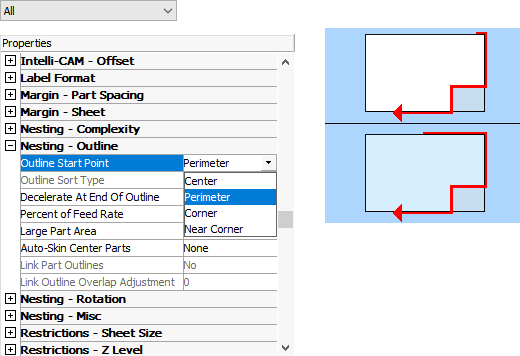 All
Properties
Intelli-CAM - Offset
Label Format
Margin - Part Spacing
Margin - Sheet
Nesting - Complexity
Nesting - Outline
Outline Start Point Perimeter
Outline Sort Type Center
Decelerate At End Of Outline Perimeter
Percent of Feed Rate Corner
Large Part Area Near Corner
Auto-Skin Center Parts None
Link Part Outlines No
Link Outline Overlap Adjustment 0
Nesting - Rotation
Nesting - Misc
Restrictions - Sheet Size
Restrictions - Z Level